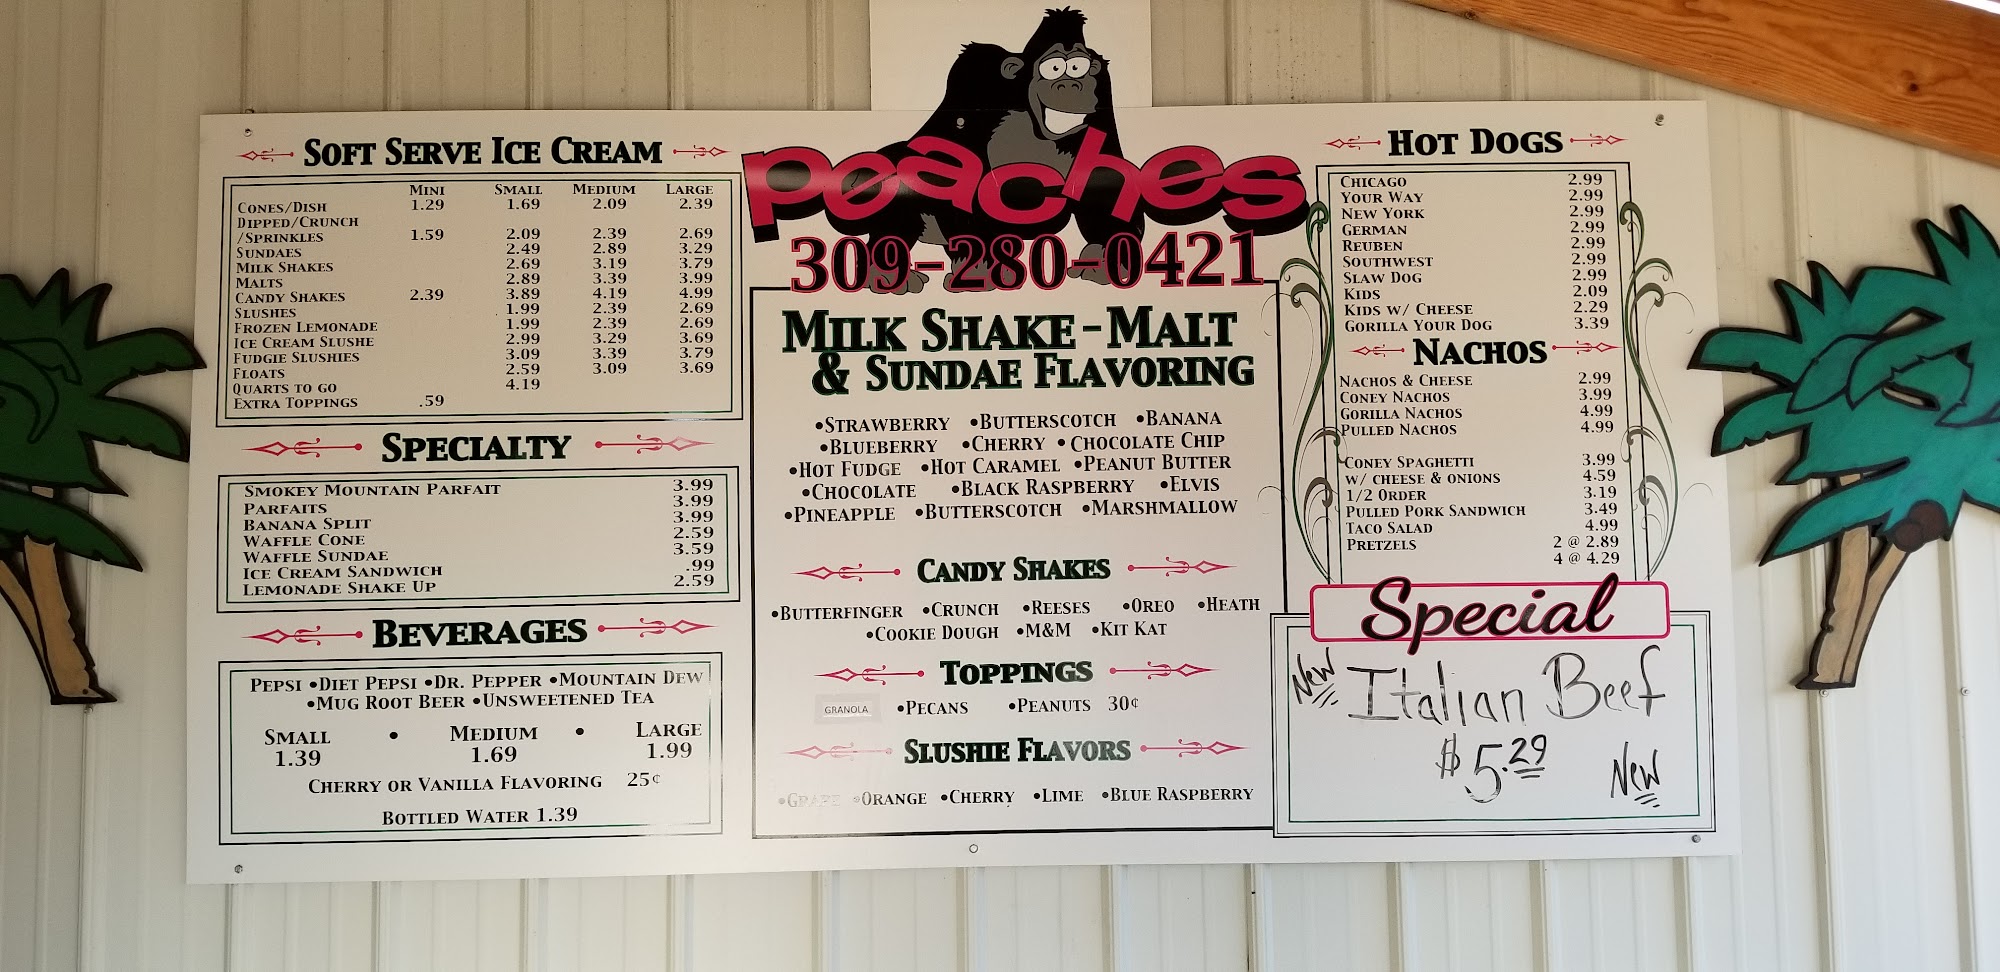 Peaches
309-280-0421
Soft Serve Ice Cream
Mini Small Medium Large
Cones/Dish 1.29 1.69 2.09 2.39
Dipped/Crunch
/Sprinkles 1.59 2.09 2.39 2.69
Sundaes 2.49 2.89 3.29
Milk Shakes 2.69 3.19 3.79
Malts 2.89 3.39 3.99
Candy Shakes 2.39 3.89 4.19 4.99
Slushes 1.99 2.39 2.69
Frozen Lemonade 1.99 2.39 2.69
Ice Cream Slushe 2.99 3.29 3.69
Fudgie Slushies 3.09 3.39 3.79
Floats 2.59 3.09 3.69
Quarts to go 4.19
Extra Toppings .59
Specialty
Smokey Mountain Parfait 3.99
Parfaits 3.99
Banana Split 3.99
Waffle Cone 2.59
Waffle Sundae 3.59
Ice Cream Sandwich .99
Lemonade Shake Up 2.59
Beverages
Pepsi •Diet Pepsi •Dr. Pepper •Mountain Dew
•Mug Root Beer •Unsweetened Tea
Small • Medium • Large
1.39 1.69 1.99
Cherry or Vanilla Flavoring 25¢
Bottled Water 1.39
Milk Shake-Malt
& Sundae Flavoring
•Strawberry •Butterscotch •Banana
•Blueberry •Cherry •Chocolate Chip
•Hot Fudge •Hot Caramel •Peanut Butter
•Chocolate •Black Raspberry •Elvis
•Pineapple •Butterscotch •Marshmallow
Candy Shakes
•Butterfinger •Crunch •Reeses •Oreo •Heath
•Cookie Dough •M&M •Kit Kat
Toppings
GRANOLA •Pecans •Peanuts 30¢
Slushie Flavors
•Grape •Orange •Cherry •Lime •Blue Raspberry
Hot Dogs
Chicago 2.99
Your Way 2.99
New York 2.99
German 2.99
Reuben 2.99
Southwest 2.99
Slaw Dog 2.99
Kids 2.09
Kids w/ Cheese 2.29
Gorilla Your Dog 3.39
Nachos
Nachos & Cheese 2.99
Coney Nachos 3.99
Gorilla Nachos 4.99
Pulled Nachos 4.99
Coney Spaghetti 3.99
w/ cheese & onions 4.59
1/2 Order 3.19
Pulled Pork Sandwich 3.49
Taco Salad 4.99
Pretzels 2 @ 2.89
4 @ 4.29
Special
New Italian Beef
$5.29
New